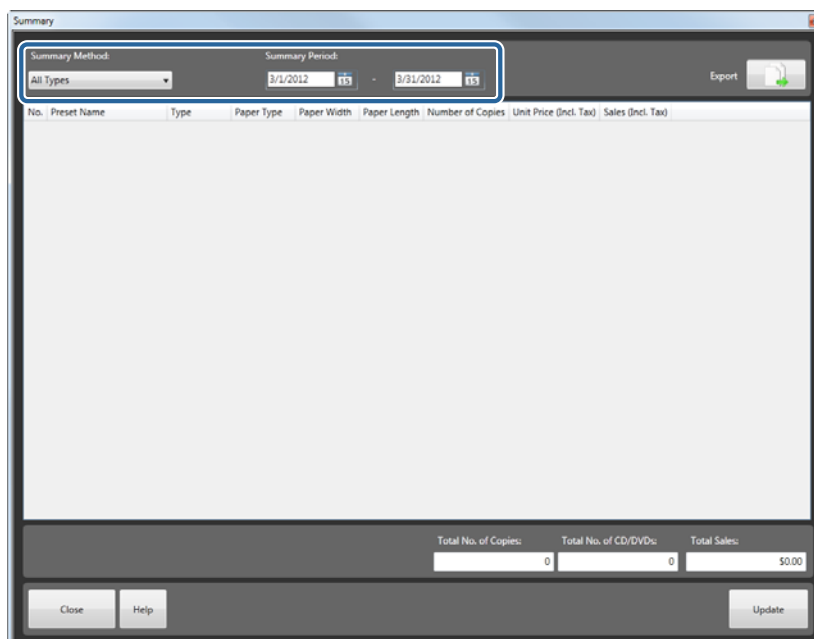 Summary
Summary Method:
Summary Period:
All Types
3/1/2012
15
-
3/31/2012
15
Export
No. Preset Name Type Paper Type Paper Width Paper Length Number of Copies Unit Price (Incl. Tax) Sales (Incl. Tax)
Total No. of Copies: Total No. of CD/DVDs: Total Sales:
0 0 $0.00
Close Help Update